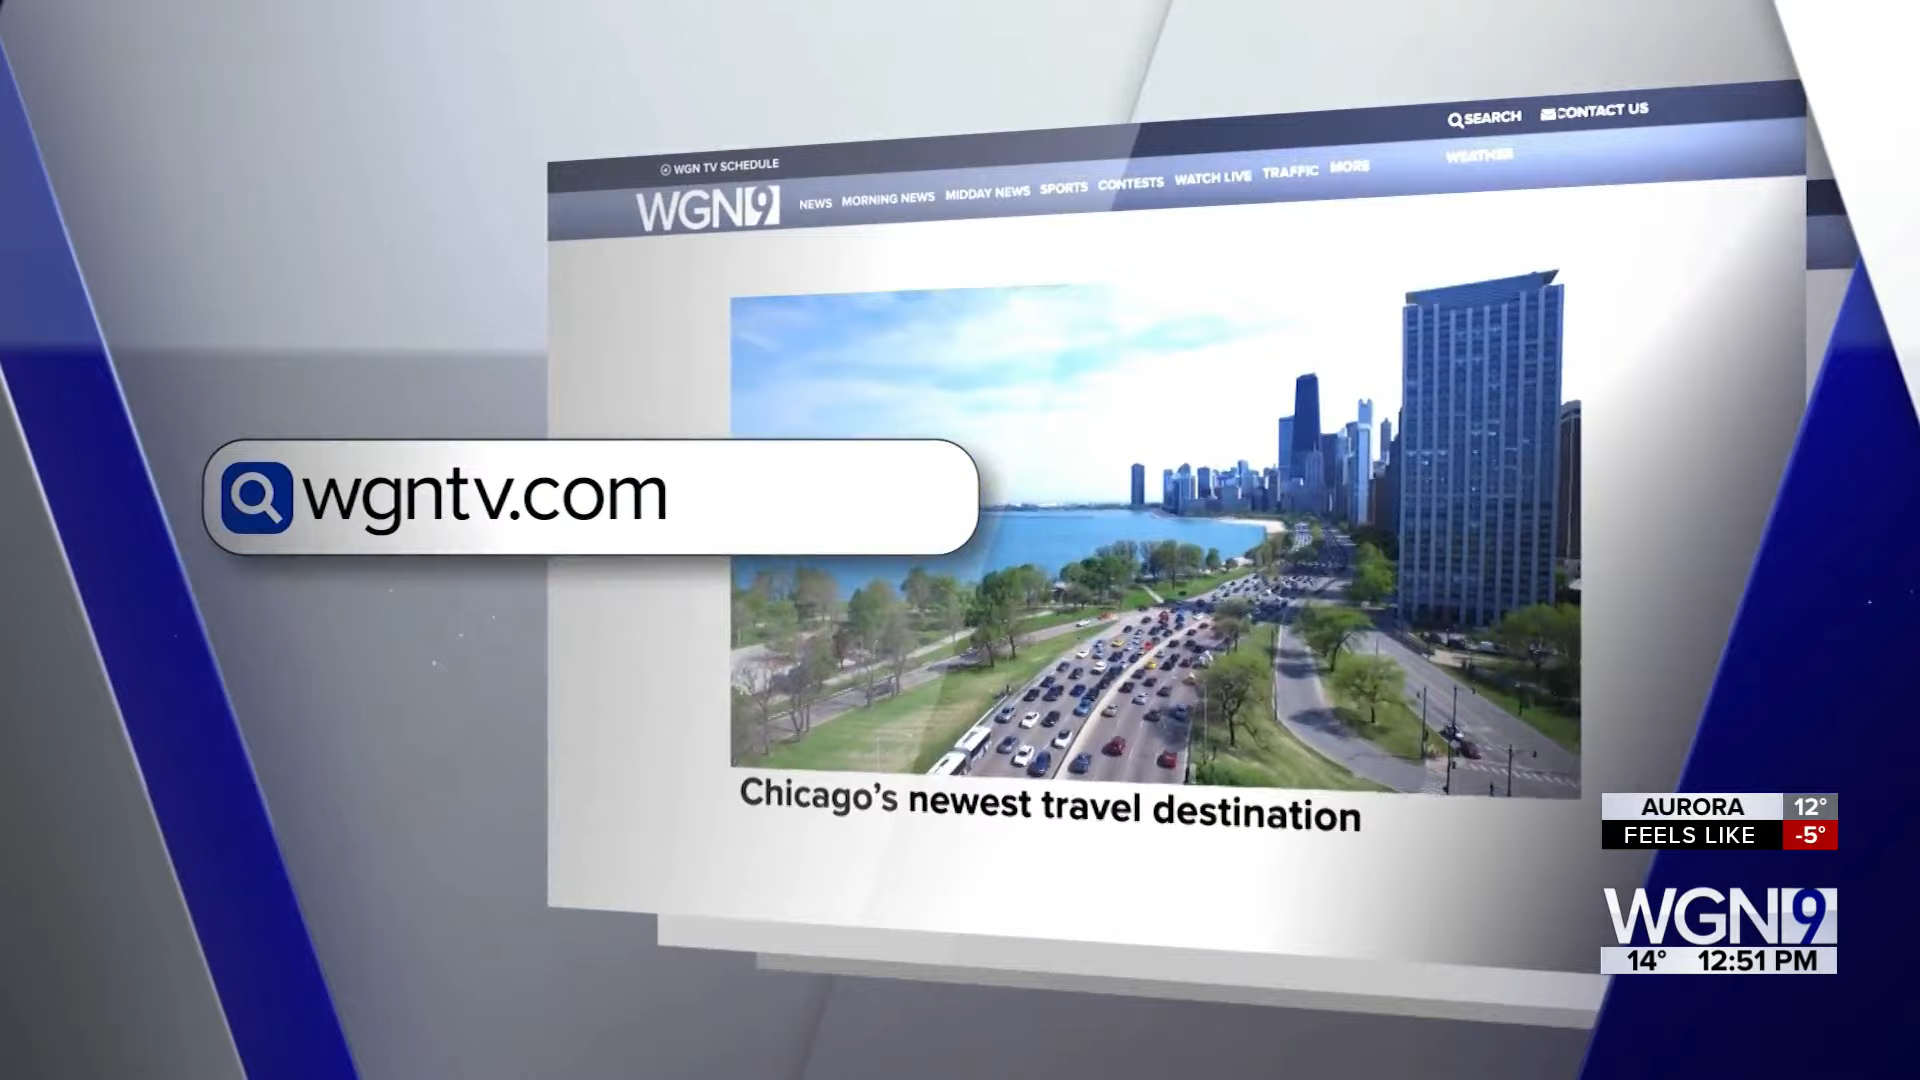 SEARCH CONTACT US
WGN TV SCHEDULE
WGN9 NEWS MORNING NEWS MIDDAY NEWS SPORTS CONTESTS WATCH LIVE TRAFFIC MORE WEATHER
wgntv.com
Chicago's newest travel destination
AURORA 12°
FEELS LIKE -5°
WGN9
14° 12:51 PM